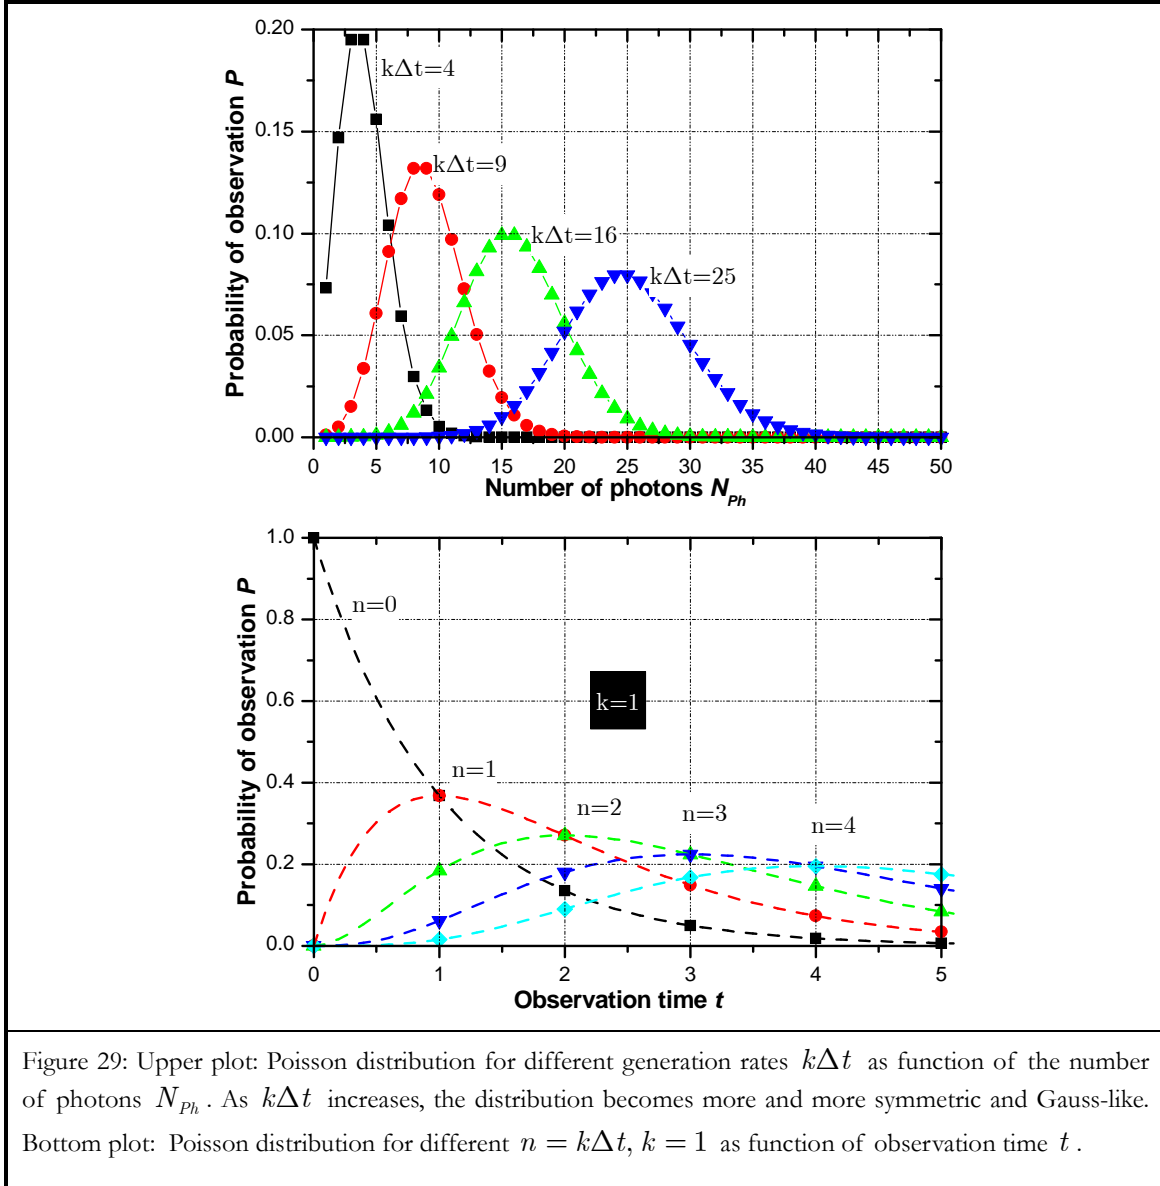 0.20
0.15
0.10
0.05
0.00
Probability of observation P
kΔt=4
kΔt=9
kΔt=16
kΔt=25
0 5 10 15 20 25 30 35 40 45 50
Number of photons N_Ph
1.0
0.8
0.6
0.4
0.2
0.0
Probability of observation P
n=0
k=1
n=1
n=2
n=3
n=4
0 1 2 3 4 5
Observation time t
Figure 29: Upper plot: Poisson distribution for different generation rates kΔt as function of the number
of photons N_Ph . As kΔt increases, the distribution becomes more and more symmetric and Gauss-like.
Bottom plot: Poisson distribution for different n = kΔt, k = 1 as function of observation time t .